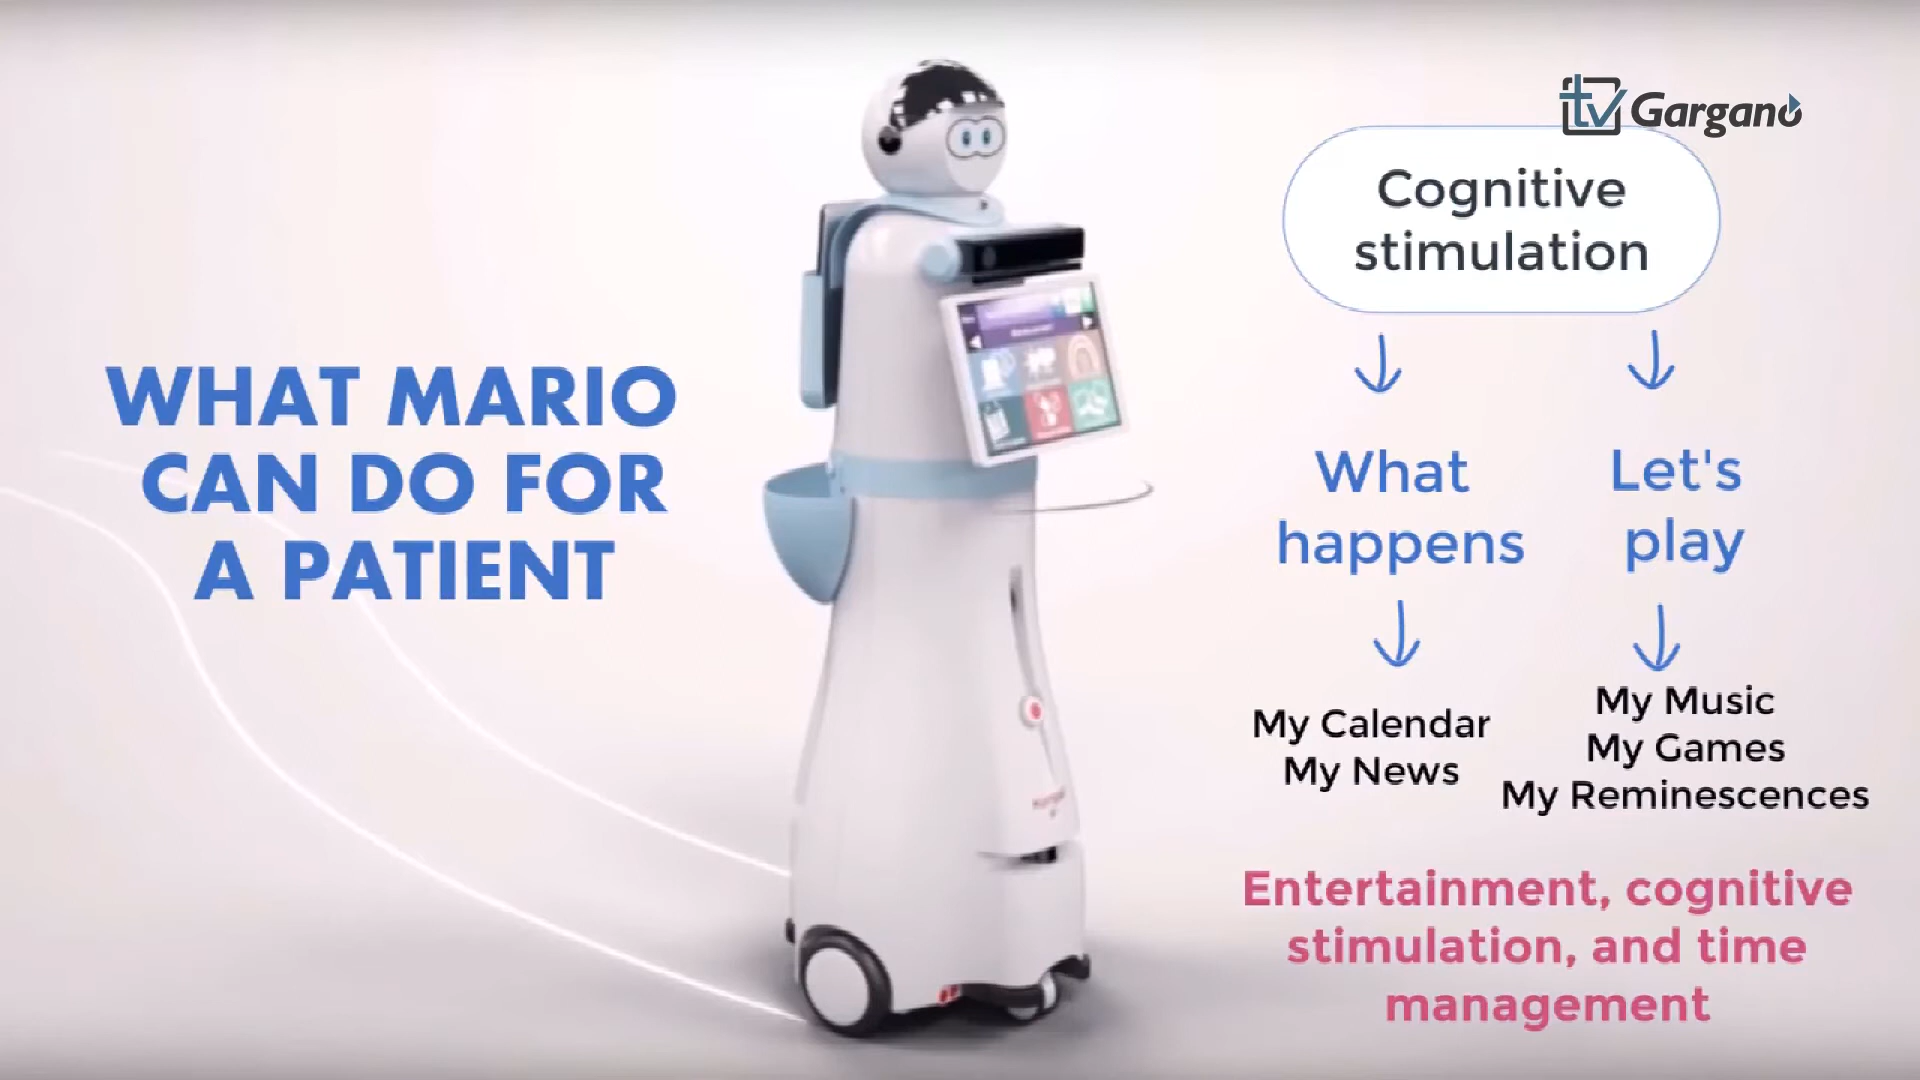 tv Gargano
WHAT MARIO
CAN DO FOR
A PATIENT
Cognitive
stimulation
What
happens
Let's
play
My Calendar
My News
My Music
My Games
My Reminescences
Entertainment, cognitive
stimulation, and time
management